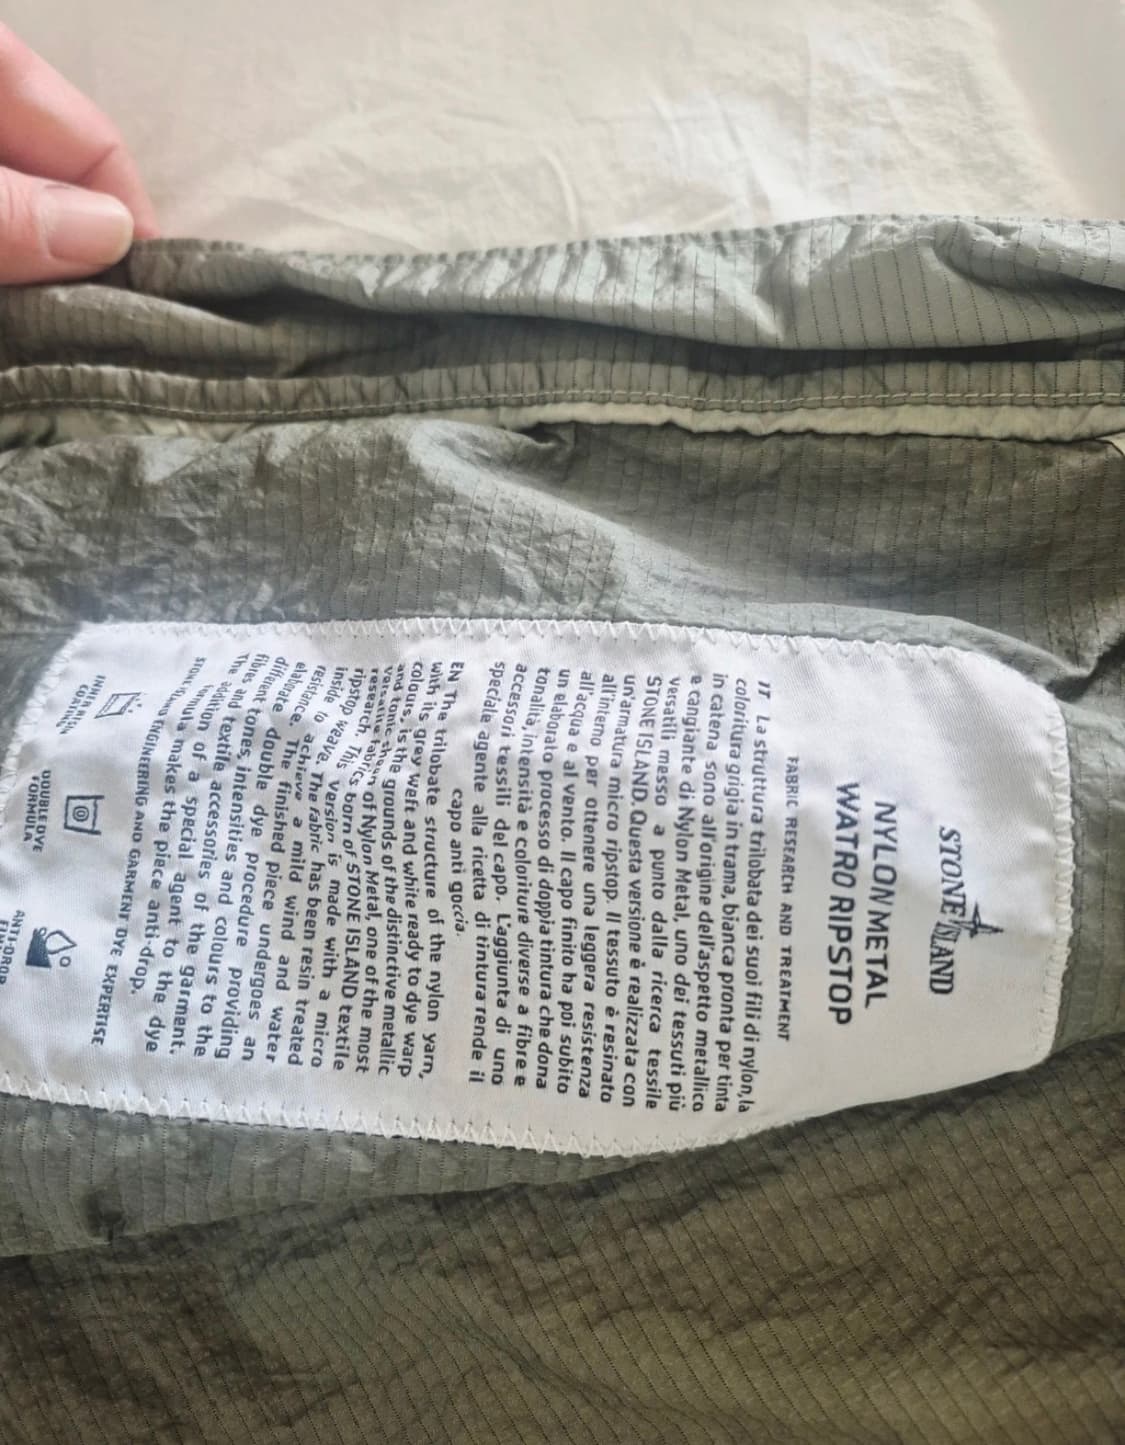 STONE ISLAND
NYLON METAL
WATRO RIPSTOP
FABRIC RESEARCH AND TREATMENT
IT La struttura trilobata dei suoi fili di nylon, la
coloritura grigia in trama, bianca pronta per tinta
in catena sono all'origine dell'aspetto metallico
e cangiante di Nylon Metal, uno dei tessuti più
versatili messo a punto dalla ricerca tessile
STONE ISLAND. Questa versione è realizzata con
un'armatura micro ripstop. Il tessuto è resinato
all'interno per ottenere una leggera resistenza
all'acqua e al vento. Il capo finito ha poi subito
un elaborato processo di doppia tintura che dona
tonalità, intensità e coloriture diverse a fibre e
accessori tessili del capo. L'aggiunta di uno
speciale agente alla ricetta di tintura rende il
capo anti goccia.
EN The trilobate structure of the nylon yarn,
with its grey weft and white ready to dye warp
colours, is the grounds of the distinctive metallic
and tonic sheen of Nylon Metal, one of the most
versatile fabrics born of STONE ISLAND textile
research. This version is made with a micro
ripstop weave. The fabric has been resin treated
inside to achieve a mild wind and water
resistance. The finished piece undergoes an
elaborate double dye procedure providing
different tones, intensities and colours to the
fibres and textile accessories of the garment.
The addition of a special agent to the dye
formula makes the piece anti-drop.
STONE ISLAND ENGINEERING AND GARMENT DYE EXPERTISE
INNER RESIN
COATING
DOUBLE DYE
FORMULA
ANTI-DROP